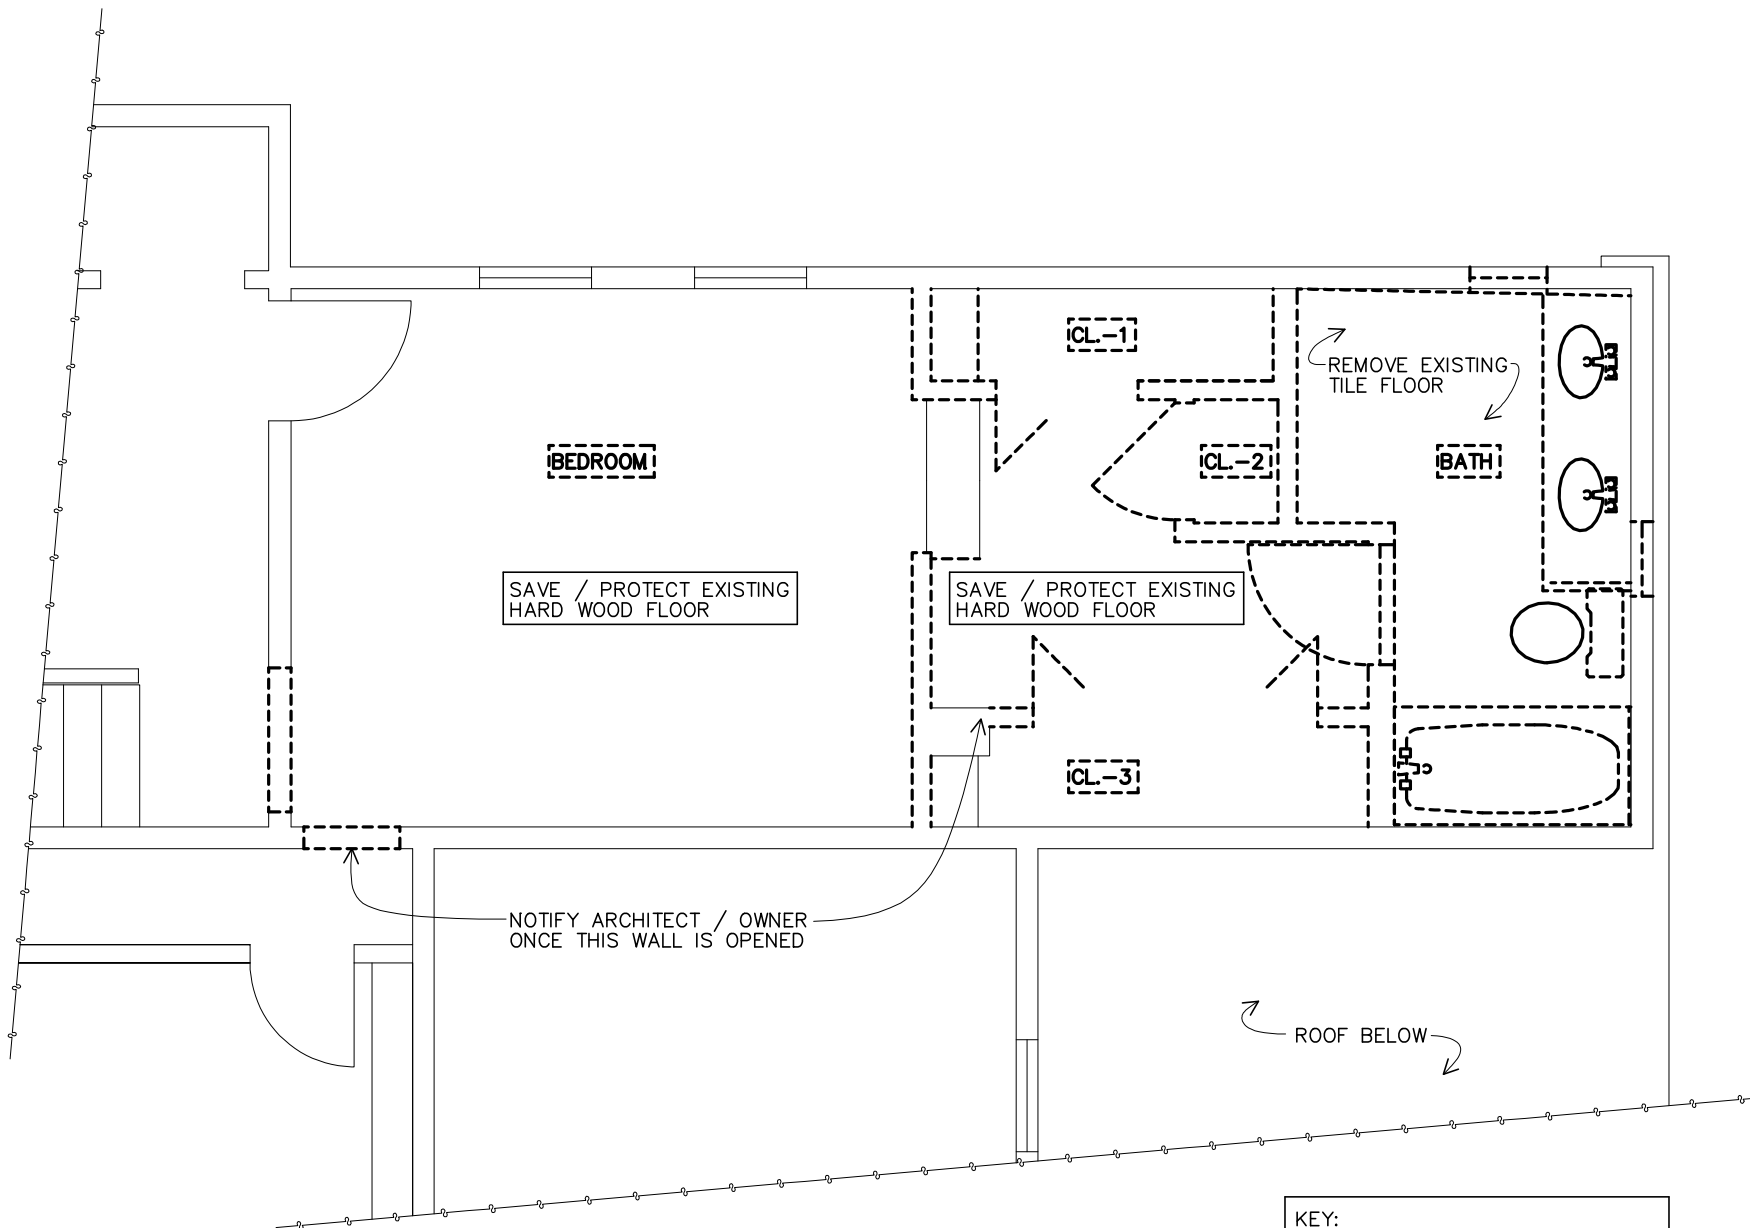 CL.-1
REMOVE EXISTING
TILE FLOOR
BEDROOM
CL.-2
BATH
SAVE / PROTECT EXISTING
HARD WOOD FLOOR
SAVE / PROTECT EXISTING
HARD WOOD FLOOR
CL.-3
NOTIFY ARCHITECT / OWNER
ONCE THIS WALL IS OPENED
ROOF BELOW
KEY: